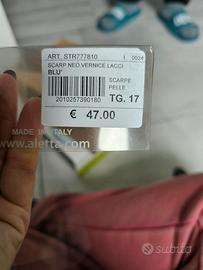 ART. STR777810 I 0024
SCARP NEO.VERNICE LACCI
BLU'
SCARPE
PELLE
2010257390180 TG. 17
€ 47.00
MADE IN ITALY
www.aletta.com
subito